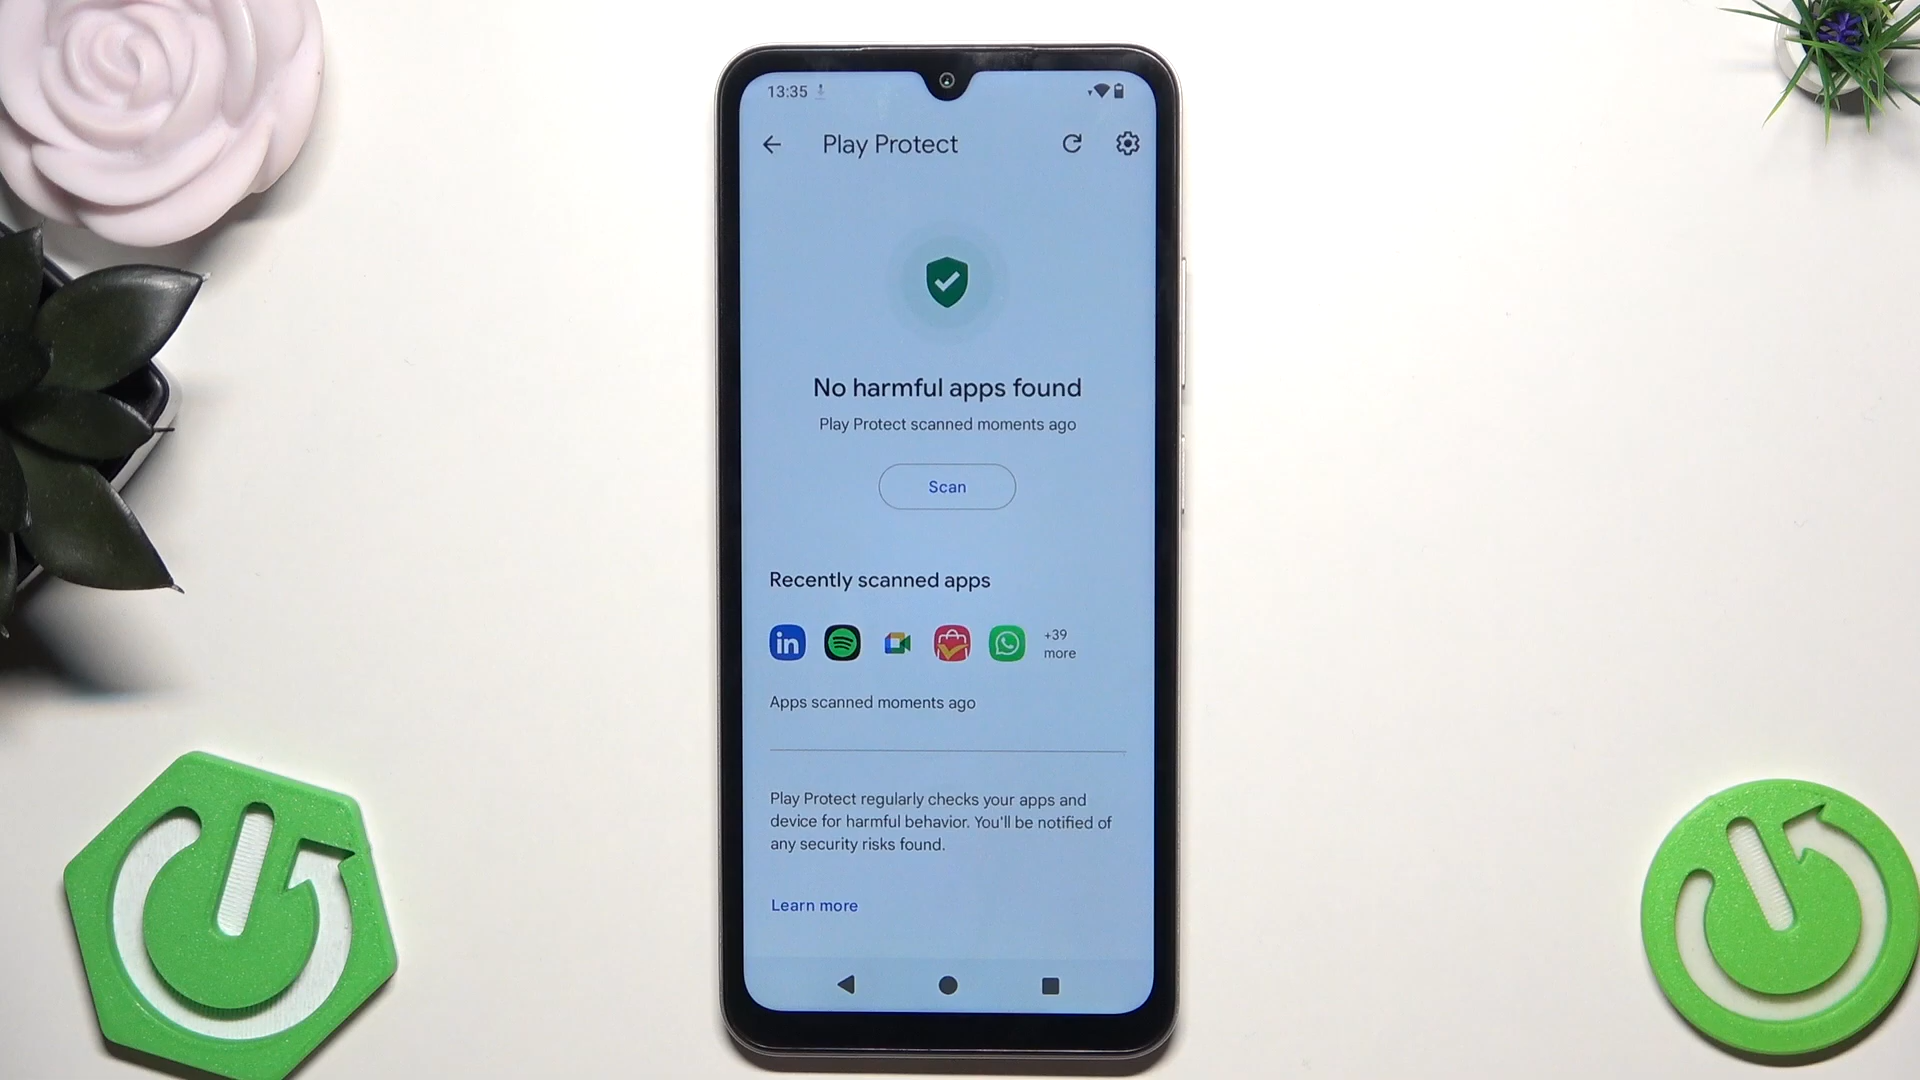 13:35
Play Protect
No harmful apps found
Play Protect scanned moments ago
Scan
Recently scanned apps
in
+39
more
Apps scanned moments ago
Play Protect regularly checks your apps and
device for harmful behavior. You'll be notified of
any security risks found.
Learn more